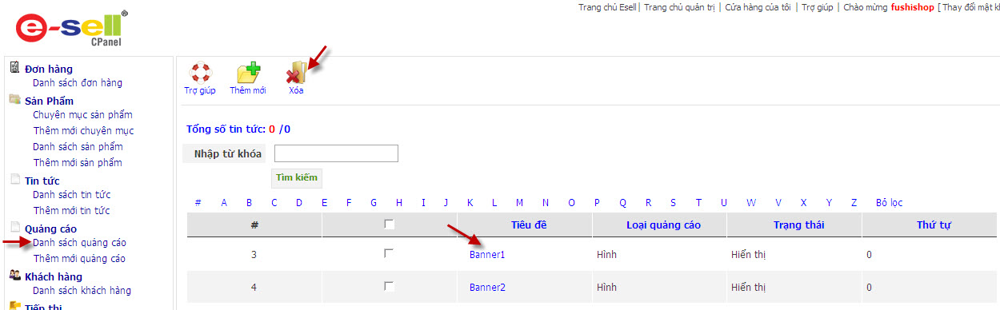 Trang chủ Esell | Trang chủ quản trị | Cửa hàng của tôi | Trợ giúp | Chào mừng fushishop [ Thay đổi mật kh
e-sell®
CPanel
Đơn hàng
Danh sách đơn hàng
Sản Phẩm
Chuyên mục sản phẩm
Thêm mới chuyên mục
Danh sách sản phẩm
Thêm mới sản phẩm
Tin tức
Danh sách tin tức
Thêm mới tin tức
Quảng cáo
Danh sách quảng cáo
Thêm mới quảng cáo
Khách hàng
Danh sách khách hàng
Tiếp thị
Trợ giúp Thêm mới Xóa
Tổng số tin tức: 0 /0
Nhập từ khóa
Tìm kiếm
# A B C D E F G H I J K L M N O P Q R S T U W V X Y Z Bỏ lọc
# Tiêu đề Loại quảng cáo Trạng thái Thứ tự
3 Banner1 Hình Hiển thị 0
4 Banner2 Hình Hiển thị 0